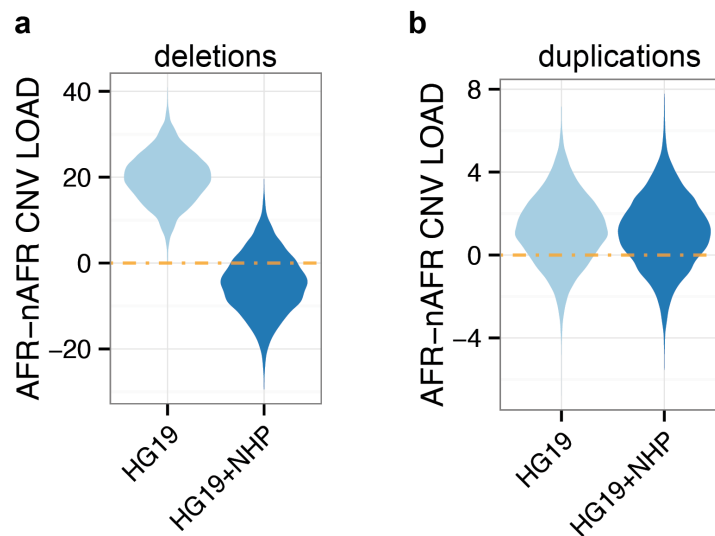 a
deletions
AFR−nAFR CNV LOAD
40
20
0
−20
HG19
HG19+NHP
b
duplications
AFR−nAFR CNV LOAD
8
4
0
−4
HG19
HG19+NHP